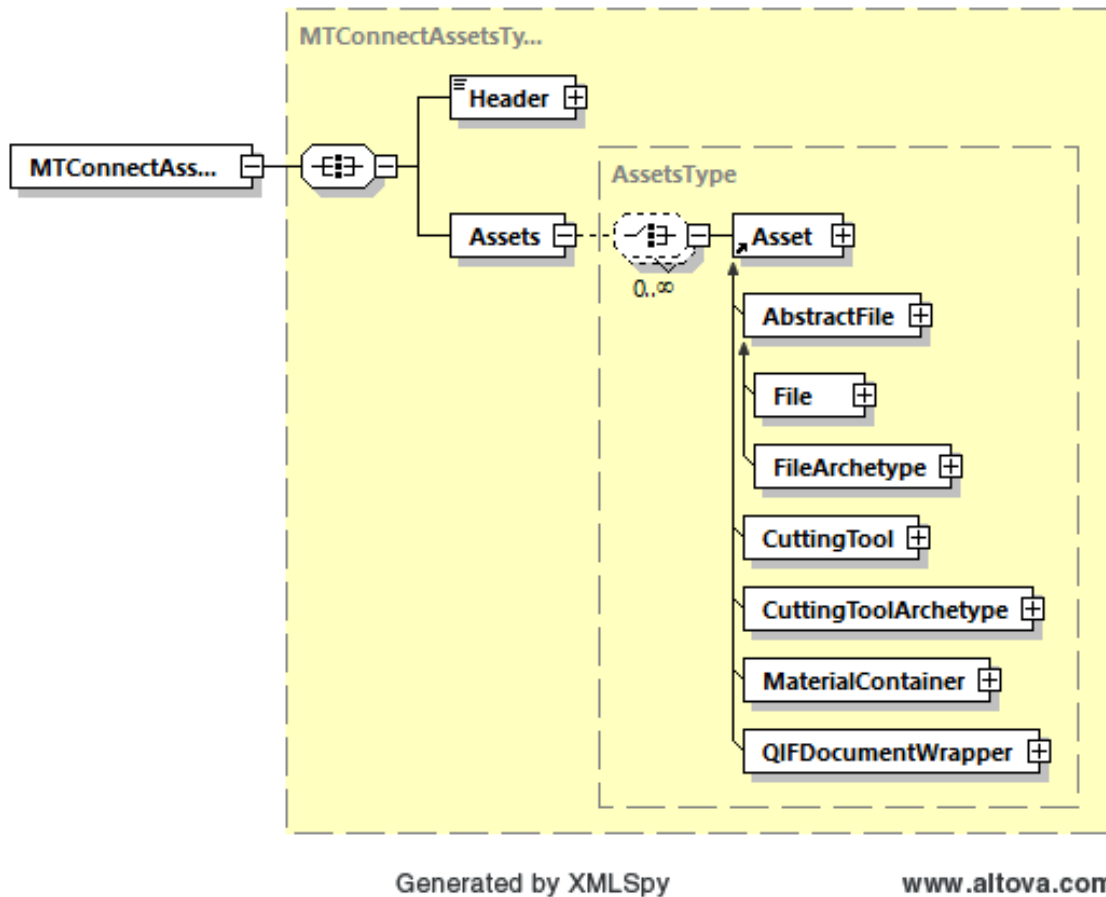 MTConnectAssetsTy...
Header
MTConnectAss...
AssetsType
Assets
Asset
0..∞
AbstractFile
File
FileArchetype
CuttingTool
CuttingToolArchetype
MaterialContainer
QIFDocumentWrapper
Generated by XMLSpy
www.altova.com